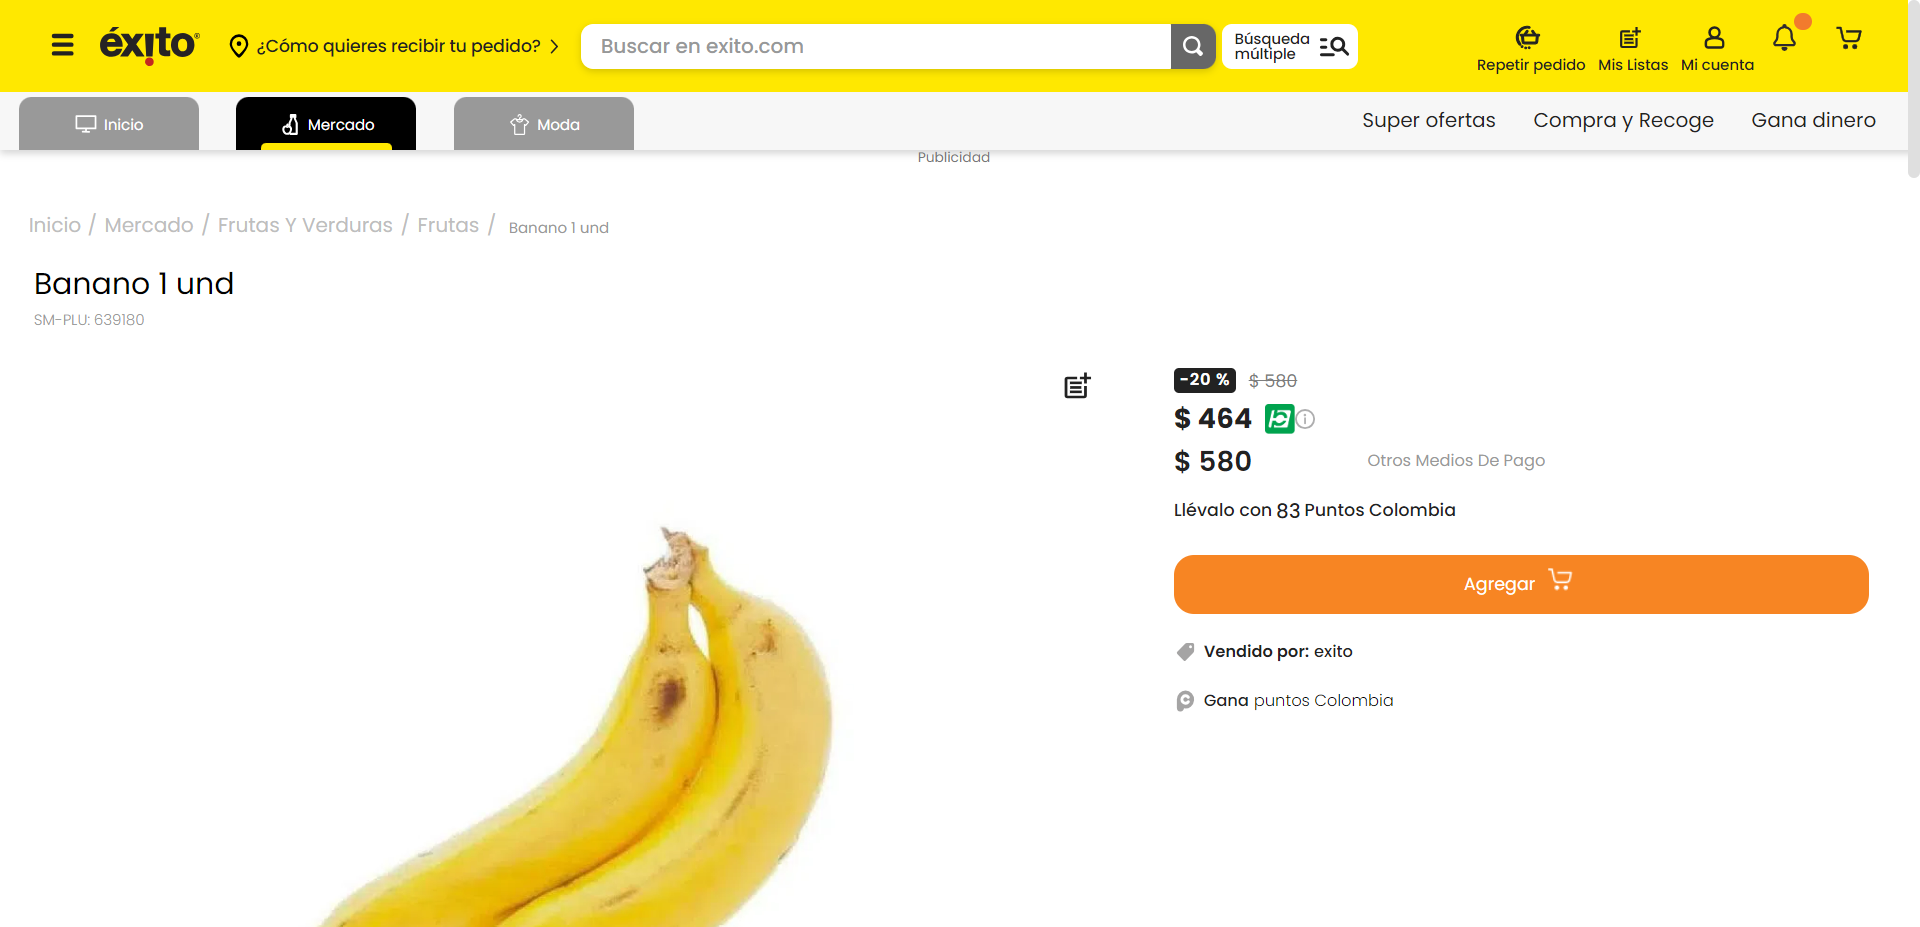 éxito
¿Cómo quieres recibir tu pedido?
Buscar en exito.com
Búsqueda
múltiple
Repetir pedido
Mis Listas
Mi cuenta
Inicio
Mercado
Moda
Super ofertas
Compra y Recoge
Gana dinero
Publicidad
Inicio / Mercado / Frutas Y Verduras / Frutas / Banano 1 und
Banano 1 und
SM-PLU: 639180
-20 % $ 580
$ 464
$ 580 Otros Medios De Pago
Llévalo con 83 Puntos Colombia
Agregar
Vendido por: exito
Gana puntos Colombia